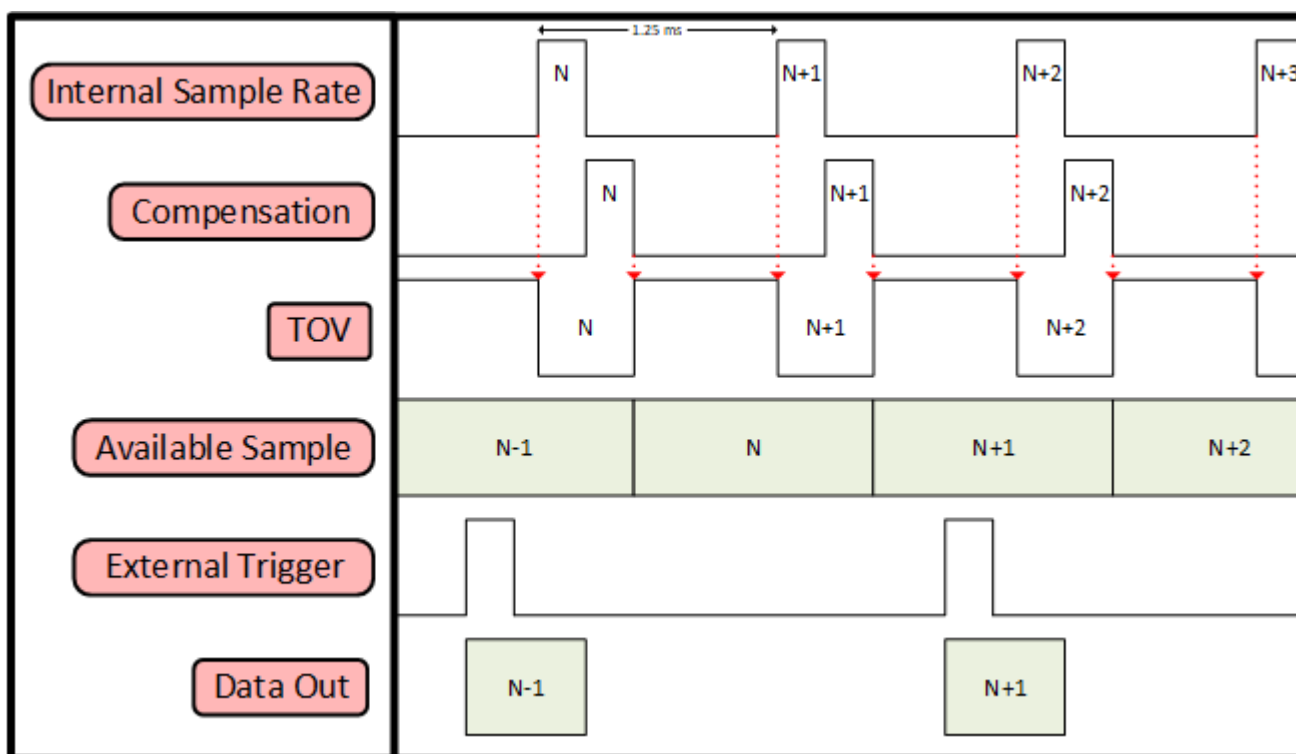 1.25 ms
Internal Sample Rate
N
N+1
N+2
N+3
Compensation
N
N+1
N+2
TOV
N
N+1
N+2
Available Sample
N-1
N
N+1
N+2
External Trigger
Data Out
N-1
N+1